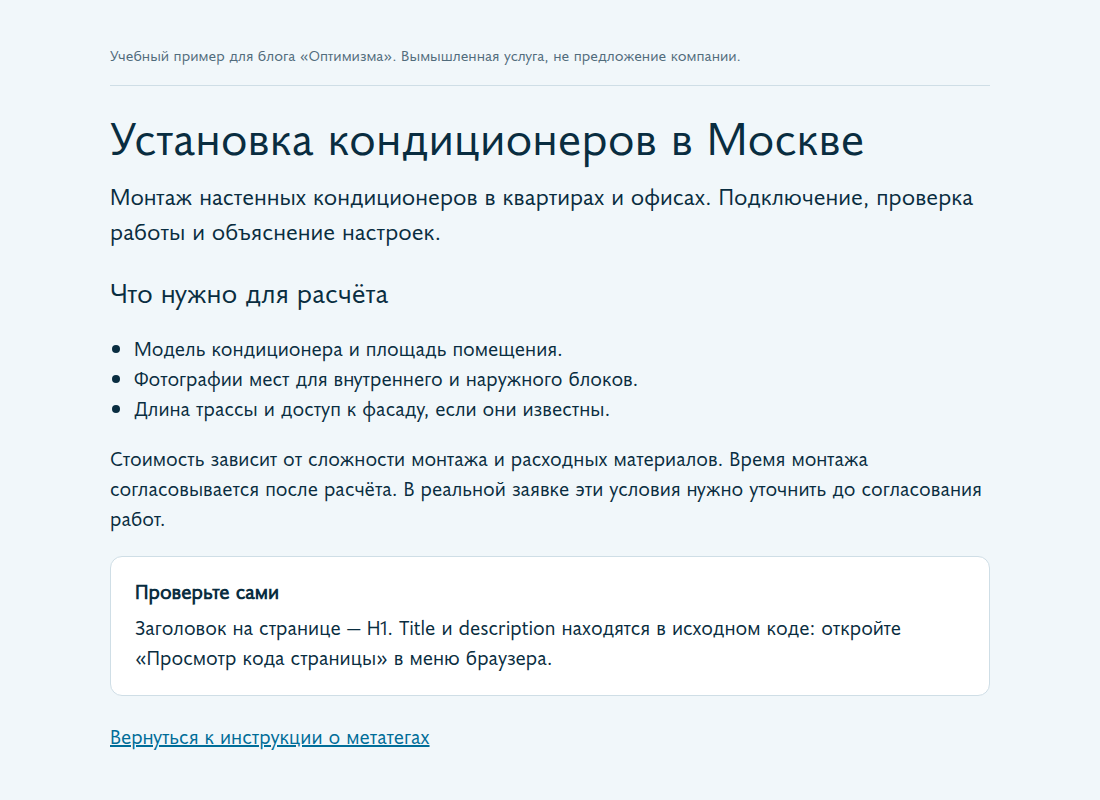 Учебный пример для блога «Оптимизма». Вымышленная услуга, не предложение компании.
Установка кондиционеров в Москве
Монтаж настенных кондиционеров в квартирах и офисах. Подключение, проверка
работы и объяснение настроек.
Что нужно для расчёта
Модель кондиционера и площадь помещения.
Фотографии мест для внутреннего и наружного блоков.
Длина трассы и доступ к фасаду, если они известны.
Стоимость зависит от сложности монтажа и расходных материалов. Время монтажа
согласовывается после расчёта. В реальной заявке эти условия нужно уточнить до согласования
работ.
Проверьте сами
Заголовок на странице — H1. Title и description находятся в исходном коде: откройте
«Просмотр кода страницы» в меню браузера.
Вернуться к инструкции о метатегах